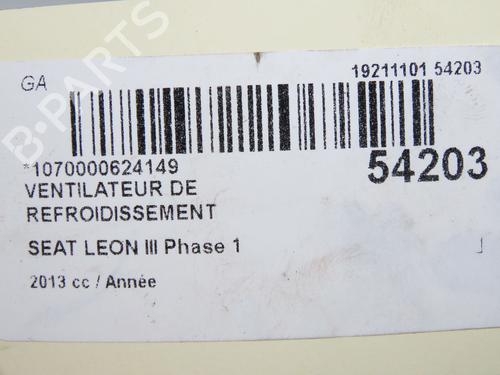 B-PARTS
GA
19211101 54203
*1070000624149
54203
VENTILATEUR DE
REFROIDISSEMENT
SEAT LEON III Phase 1
2013 cc / Année